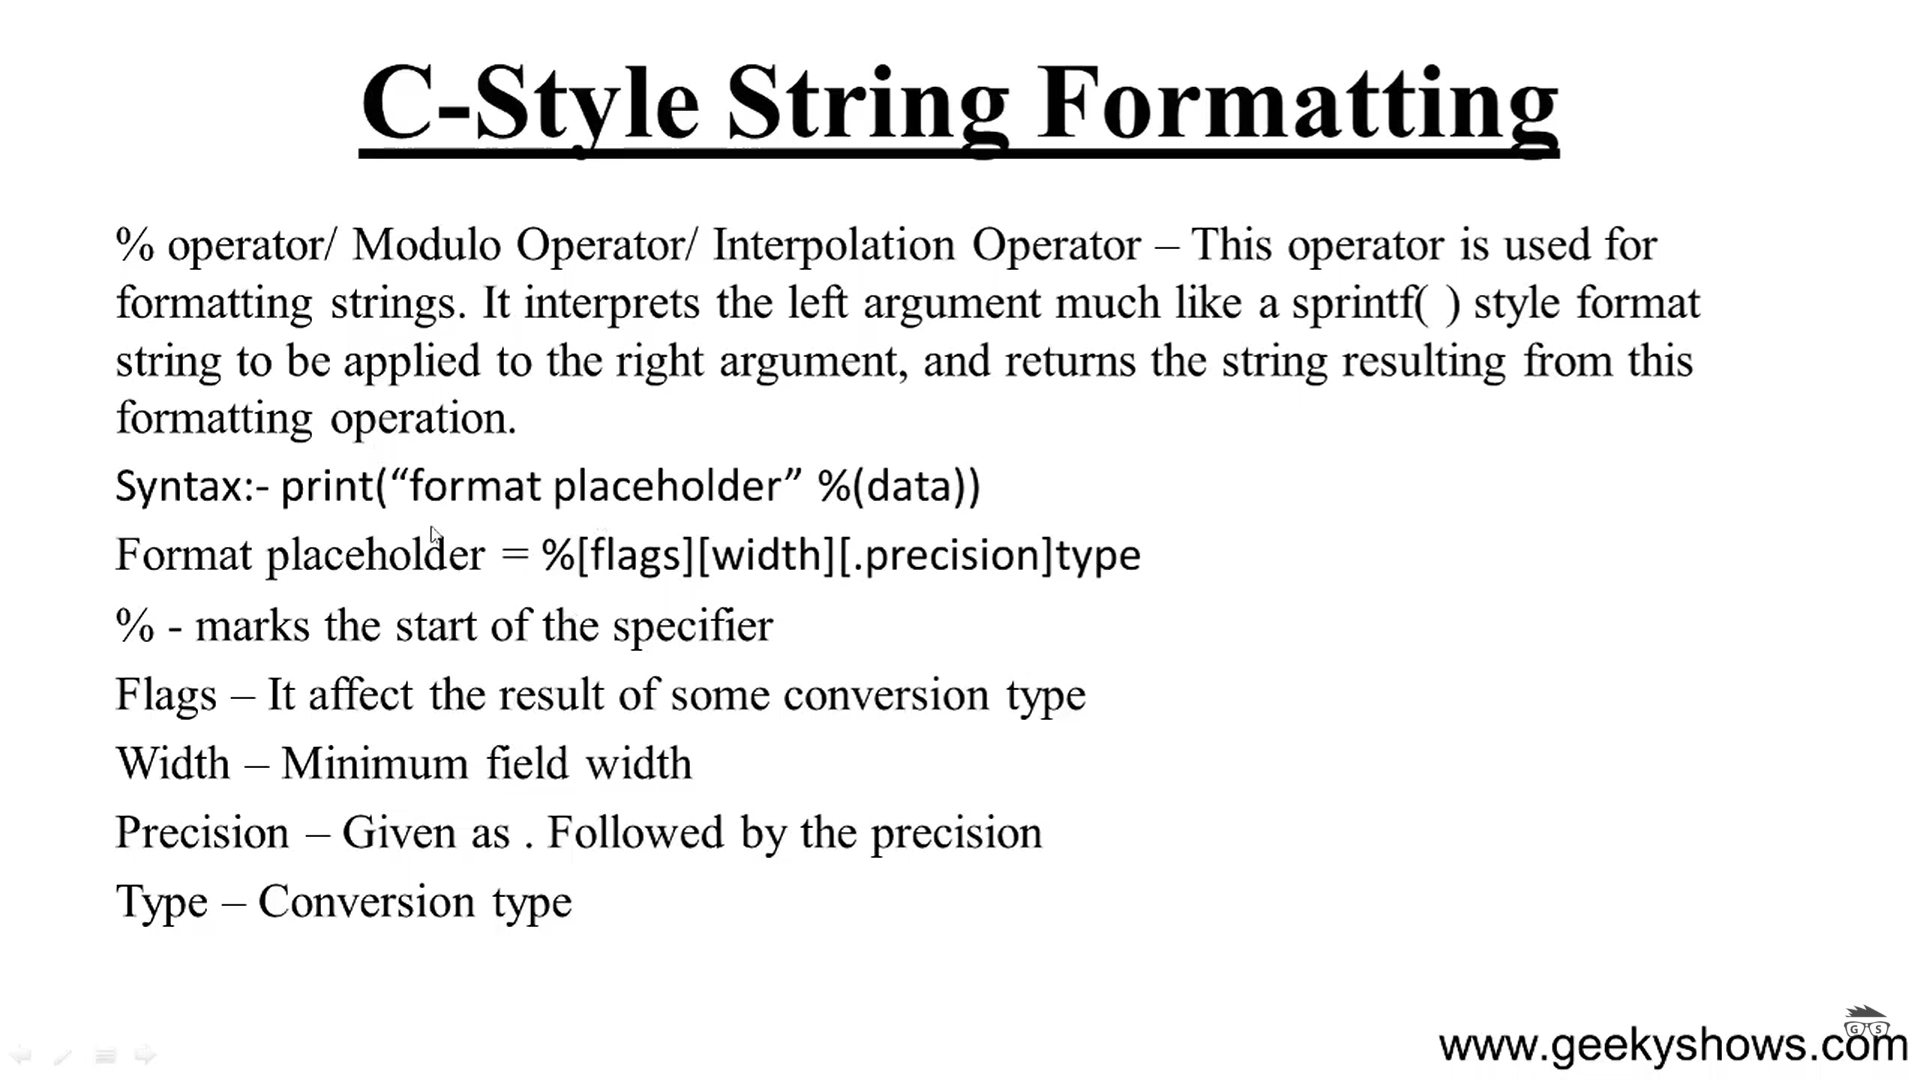 C-Style String Formatting
% operator/ Modulo Operator/ Interpolation Operator – This operator is used for
formatting strings. It interprets the left argument much like a sprintf( ) style format
string to be applied to the right argument, and returns the string resulting from this
formatting operation.
Syntax:- print(“format placeholder” %(data))
Format placeholder = %[flags][width][.precision]type
% - marks the start of the specifier
Flags – It affect the result of some conversion type
Width – Minimum field width
Precision – Given as . Followed by the precision
Type – Conversion type
G S
www.geekyshows.com